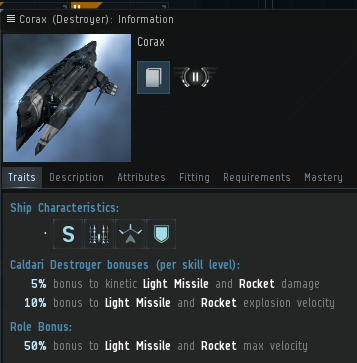 Corax (Destroyer): Information
Corax
Traits Description Attributes Fitting Requirements Mastery
Ship Characteristics:
S
Caldari Destroyer bonuses (per skill level):
5% bonus to kinetic Light Missile and Rocket damage
10% bonus to Light Missile and Rocket explosion velocity
Role Bonus:
50% bonus to Light Missile and Rocket max velocity